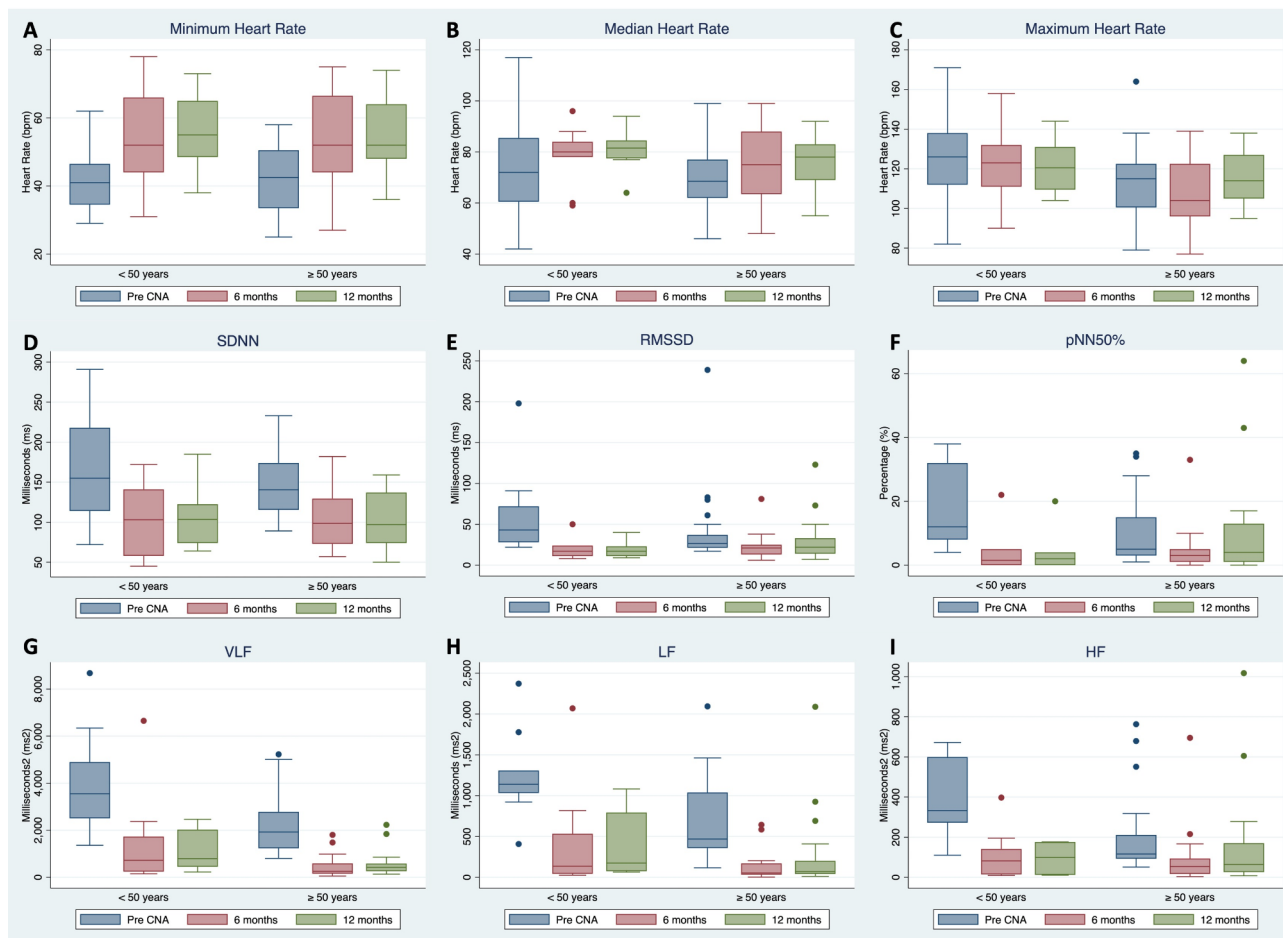 A Minimum Heart Rate
80
60
40
20
Heart Rate (bpm)
< 50 years ≥ 50 years
Pre CNA 6 months 12 months
B Median Heart Rate
120
100
80
60
40
Heart Rate (bpm)
< 50 years ≥ 50 years
Pre CNA 6 months 12 months
C Maximum Heart Rate
180
160
140
120
100
80
Heart Rate (bpm)
< 50 years ≥ 50 years
Pre CNA 6 months 12 months
D SDNN
300
250
200
150
100
50
Milliseconds (ms)
< 50 years ≥ 50 years
Pre CNA 6 months 12 months
E RMSSD
250
200
150
100
50
0
Milliseconds (ms)
< 50 years ≥ 50 years
Pre CNA 6 months 12 months
F pNN50%
60
40
20
0
Percentage (%)
< 50 years ≥ 50 years
Pre CNA 6 months 12 months
G VLF
8,000
6,000
4,000
2,000
0
Milliseconds2 (ms2)
< 50 years ≥ 50 years
Pre CNA 6 months 12 months
H LF
2,500
2,000
1,500
1,000
500
0
Milliseconds2 (ms2)
< 50 years ≥ 50 years
Pre CNA 6 months 12 months
I HF
1,000
800
600
400
200
0
Milliseconds2 (ms2)
< 50 years ≥ 50 years
Pre CNA 6 months 12 months